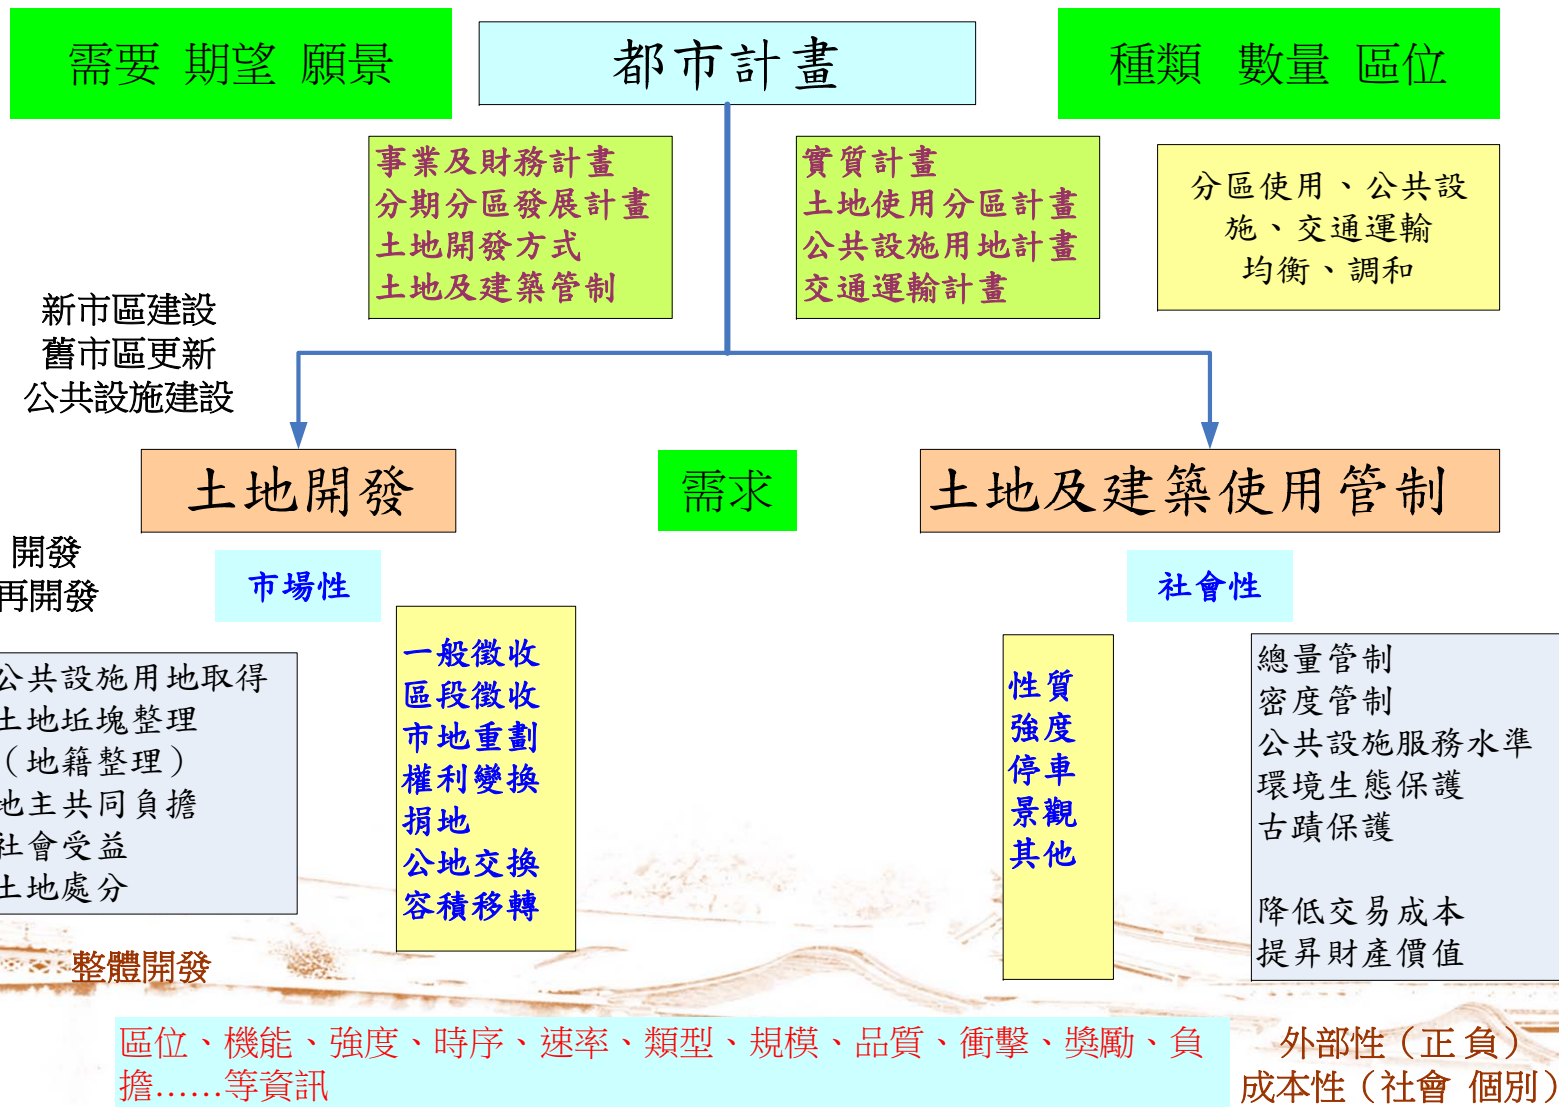 需要 期望 願景
都市計畫
種類 數量 區位
事業及財務計畫
分期分區發展計畫
土地開發方式
土地及建築管制
實質計畫
土地使用分區計畫
公共設施用地計畫
交通運輸計畫
分區使用、公共設
施、交通運輸
均衡、調和
新市區建設
舊市區更新
公共設施建設
土地開發
需求
土地及建築使用管制
開發
再開發
市場性
社會性
公共設施用地取得
土地坵塊整理
（地籍整理）
地主共同負擔
社會受益
土地處分
一般徵收
區段徵收
市地重劃
權利變換
捐地
公地交換
容積移轉
性質
強度
停車
景觀
其他
總量管制
密度管制
公共設施服務水準
環境生態保護
古蹟保護
降低交易成本
提昇財產價值
整體開發
區位、機能、強度、時序、速率、類型、規模、品質、衝擊、獎勵、負
擔……等資訊
外部性（正 負）
成本性（社會 個別）